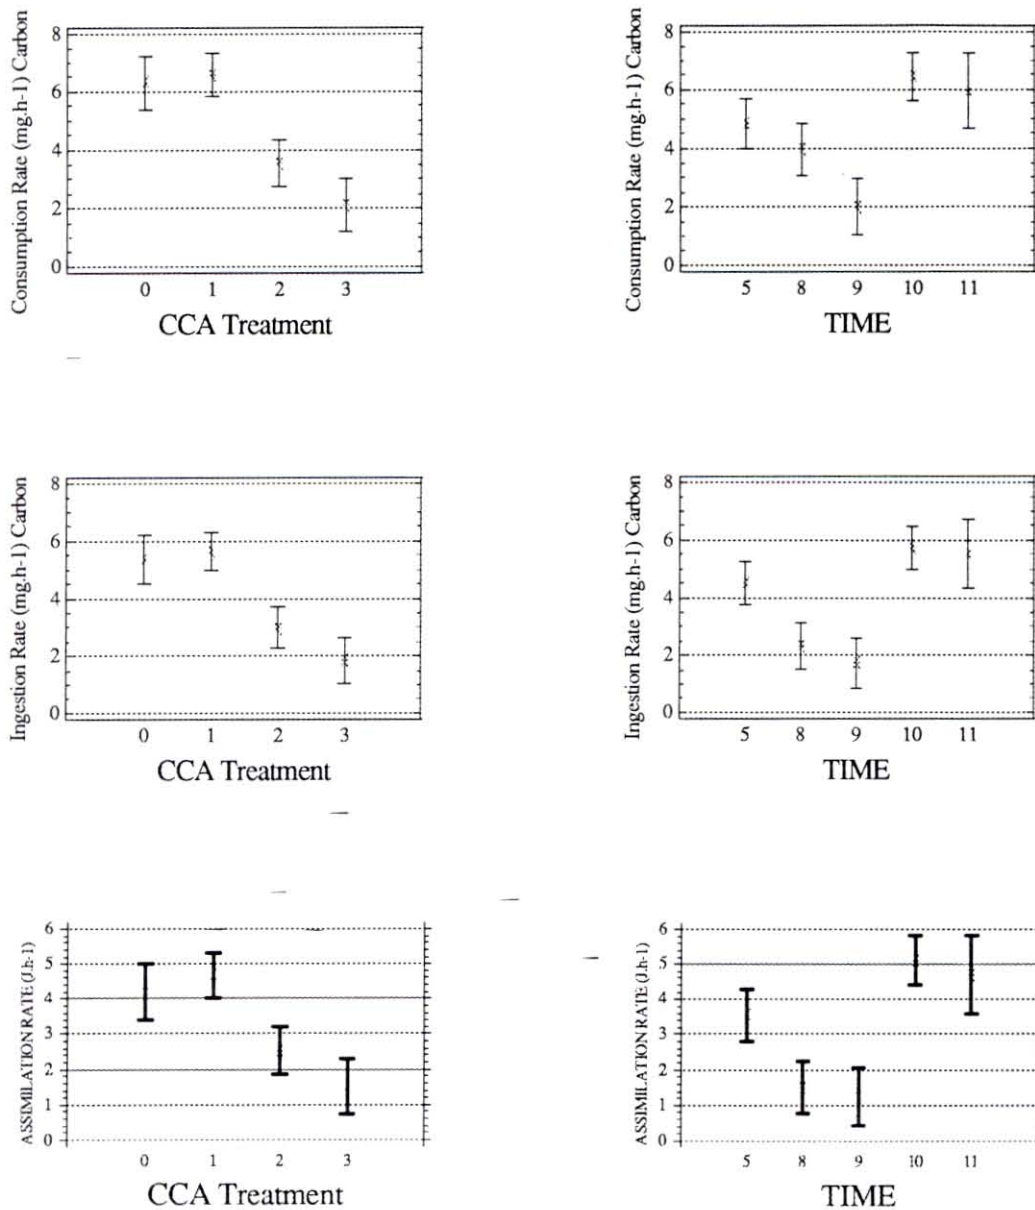 Consumption Rate (mg.h-1) Carbon
8
6
4
2
0
0 1 2 3
CCA Treatment
Consumption Rate (mg.h-1) Carbon
8
6
4
2
0
5 8 9 10 11
TIME
Ingestion Rate (mg.h-1) Carbon
8
6
4
2
0
0 1 2 3
CCA Treatment
Ingestion Rate (mg.h-1) Carbon
8
6
4
2
0
5 8 9 10 11
TIME
ASSIMILATION RATE (J.h-1)
6
5
4
3
2
1
0
0 1 2 3
CCA Treatment
ASSIMILATION RATE (J.h-1)
6
5
4
3
2
1
0
5 8 9 10 11
TIME